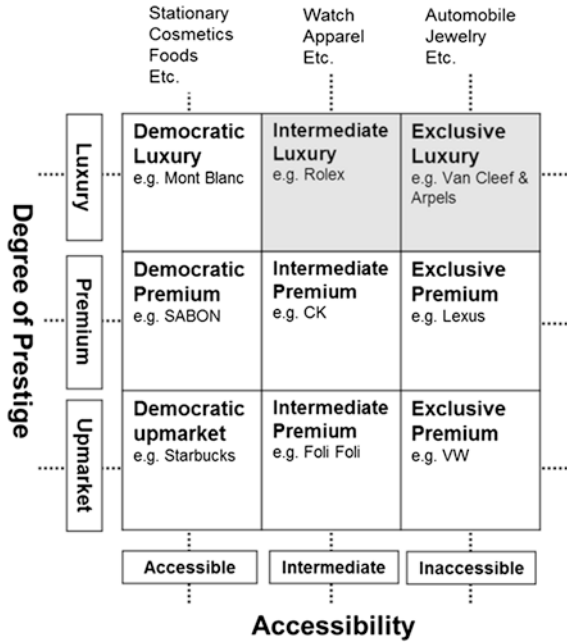 Stationary
Cosmetics
Foods
Etc.
Watch
Apparel
Etc.
Automobile
Jewelry
Etc.
Degree of Prestige
Luxury
Democratic
Luxury
e.g. Mont Blanc
Intermediate
Luxury
e.g. Rolex
Exclusive
Luxury
e.g. Van Cleef &
Arpels
Premium
Democratic
Premium
e.g. SABON
Intermediate
Premium
e.g. CK
Exclusive
Premium
e.g. Lexus
Upmarket
Democratic
upmarket
e.g. Starbucks
Intermediate
Premium
e.g. Foli Foli
Exclusive
Premium
e.g. VW
Accessible
Intermediate
Inaccessible
Accessibility